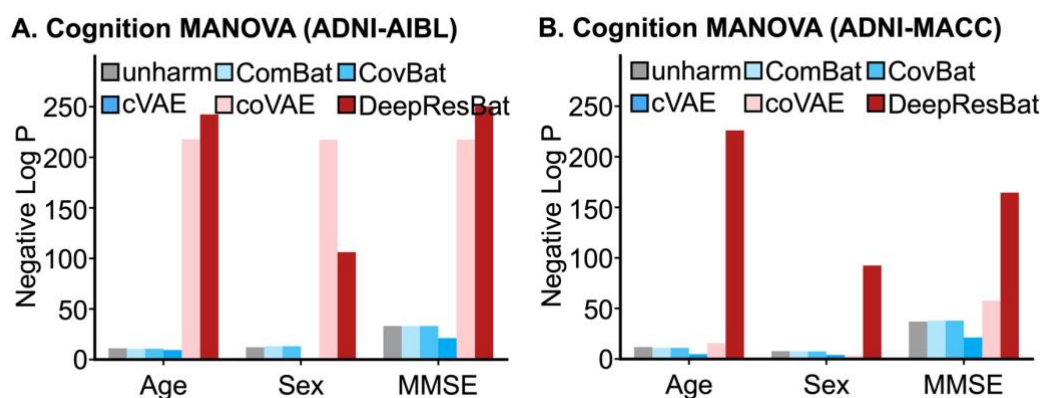 A. Cognition MANOVA (ADNI-AIBL)
unharm ComBat CovBat
cVAE coVAE DeepResBat
Negative Log P
250
200
150
100
50
0
Age Sex MMSE
B. Cognition MANOVA (ADNI-MACC)
unharm ComBat CovBat
cVAE coVAE DeepResBat
Negative Log P
250
200
150
100
50
0
Age Sex MMSE